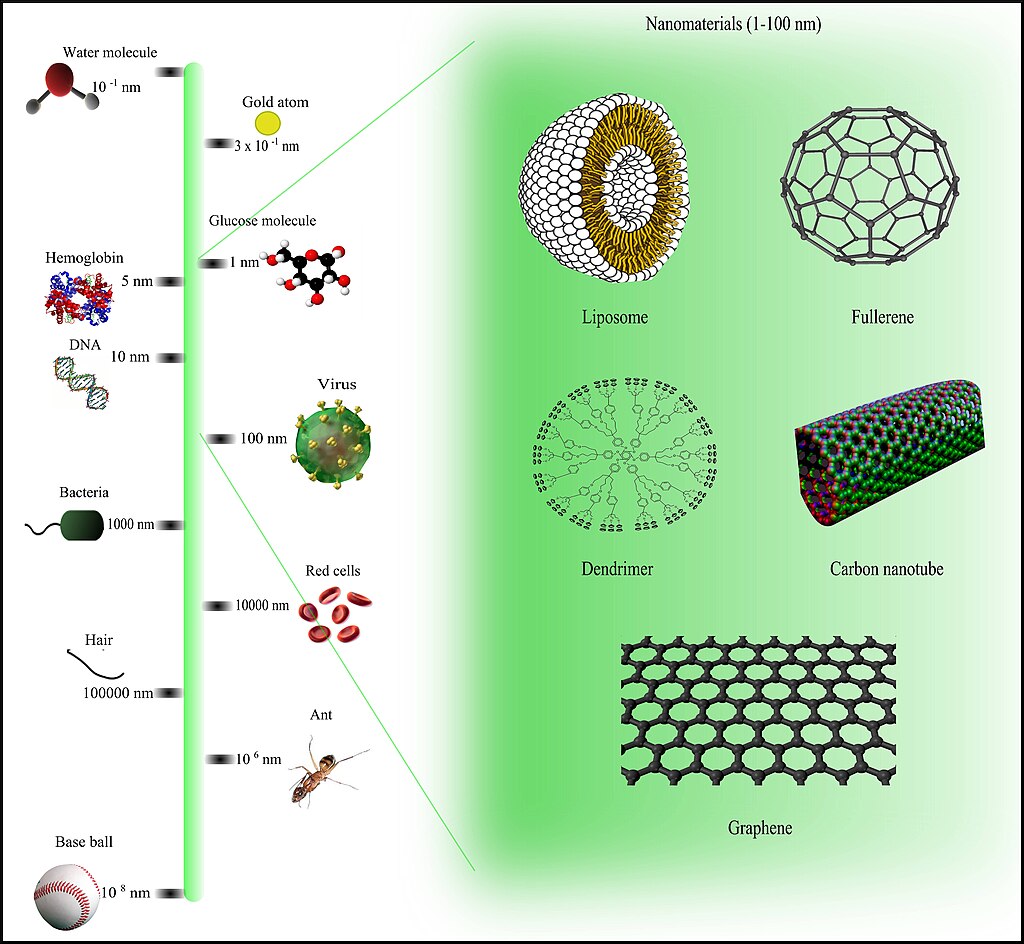 Nanomaterials (1-100 nm)
Water molecule
10 ⁻¹ nm
Gold atom
3 x 10 ⁻¹ nm
Glucose molecule
1 nm
Hemoglobin
5 nm
DNA
10 nm
Virus
100 nm
Bacteria
1000 nm
Red cells
10000 nm
Hair
100000 nm
Ant
10 ⁶ nm
Base ball
10 ⁸ nm
Liposome
Fullerene
Dendrimer
Carbon nanotube
Graphene